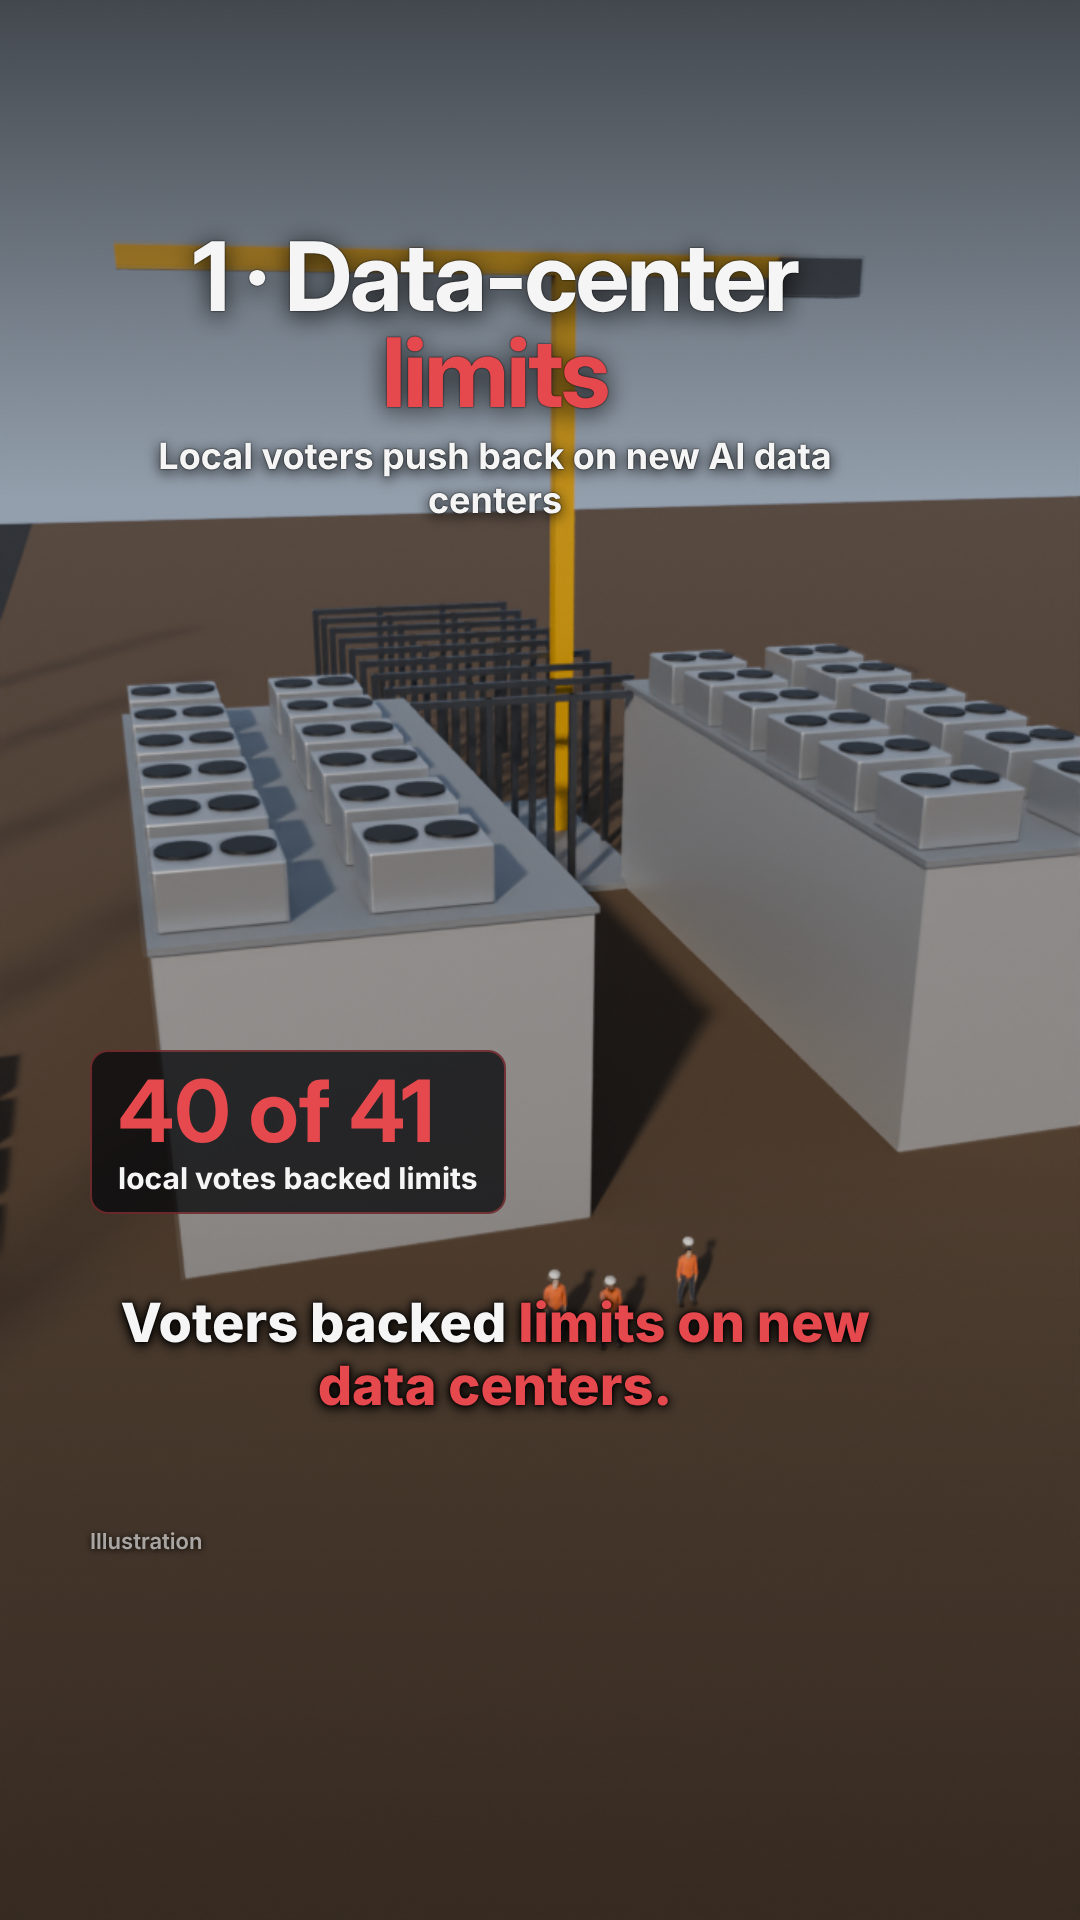 1 · Data-center
limits
Local voters push back on new AI data
centers
40 of 41
local votes backed limits
Voters backed limits on new
data centers.
Illustration